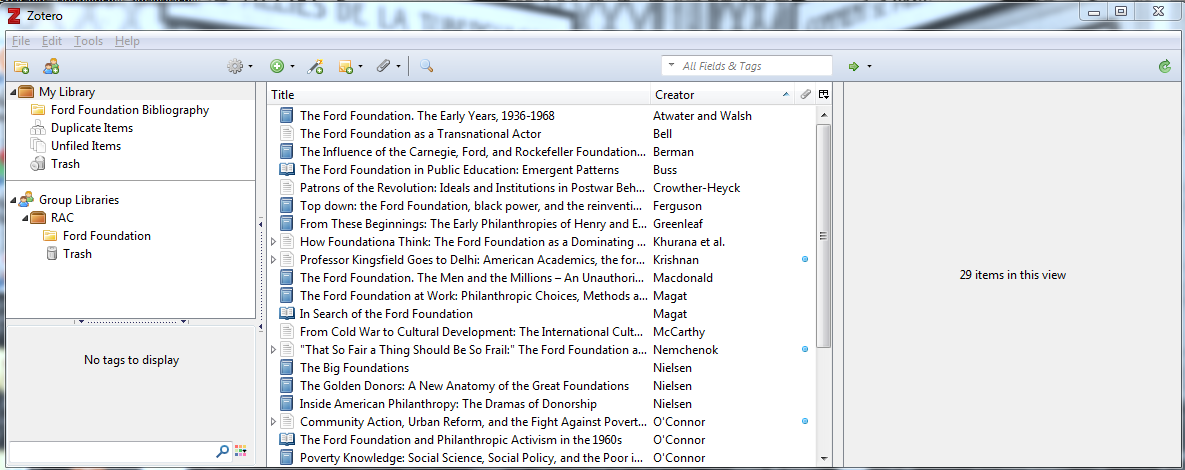 Zotero
File Edit Tools Help
All Fields & Tags
My Library
Ford Foundation Bibliography
Duplicate Items
Unfiled Items
Trash
Group Libraries
RAC
Ford Foundation
Trash
No tags to display
Title Creator
The Ford Foundation. The Early Years, 1936-1968 Atwater and Walsh
The Ford Foundation as a Transnational Actor Bell
The Influence of the Carnegie, Ford, and Rockefeller Foundation... Berman
The Ford Foundation in Public Education: Emergent Patterns Buss
Patrons of the Revolution: Ideals and Institutions in Postwar Beh... Crowther-Heyck
Top down: the Ford Foundation, black power, and the reinventi... Ferguson
From These Beginnings: The Early Philanthropies of Henry and E... Greenleaf
How Foundationa Think: The Ford Foundation as a Dominating ... Khurana et al.
Professor Kingsfield Goes to Delhi: American Academics, the for... Krishnan
The Ford Foundation. The Men and the Millions – An Unauthori... Macdonald
The Ford Foundation at Work: Philanthropic Choices, Methods a... Magat
In Search of the Ford Foundation Magat
From Cold War to Cultural Development: The International Cult... McCarthy
"That So Fair a Thing Should Be So Frail:" The Ford Foundation a... Nemchenok
The Big Foundations Nielsen
The Golden Donors: A New Anatomy of the Great Foundations Nielsen
Inside American Philanthropy: The Dramas of Donorship Nielsen
Community Action, Urban Reform, and the Fight Against Povert... O'Connor
The Ford Foundation and Philanthropic Activism in the 1960s O'Connor
Poverty Knowledge: Social Science, Social Policy, and the Poor i... O'Connor
29 items in this view